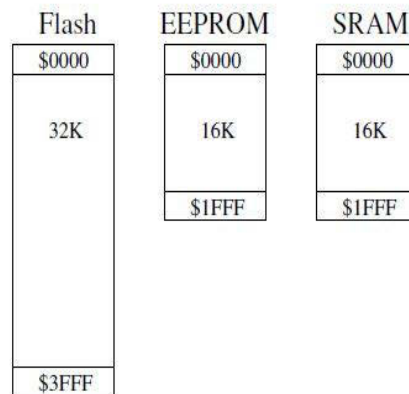 Flash EEPROM SRAM
$0000 $0000 $0000
32K 16K 16K
$1FFF $1FFF
$3FFF